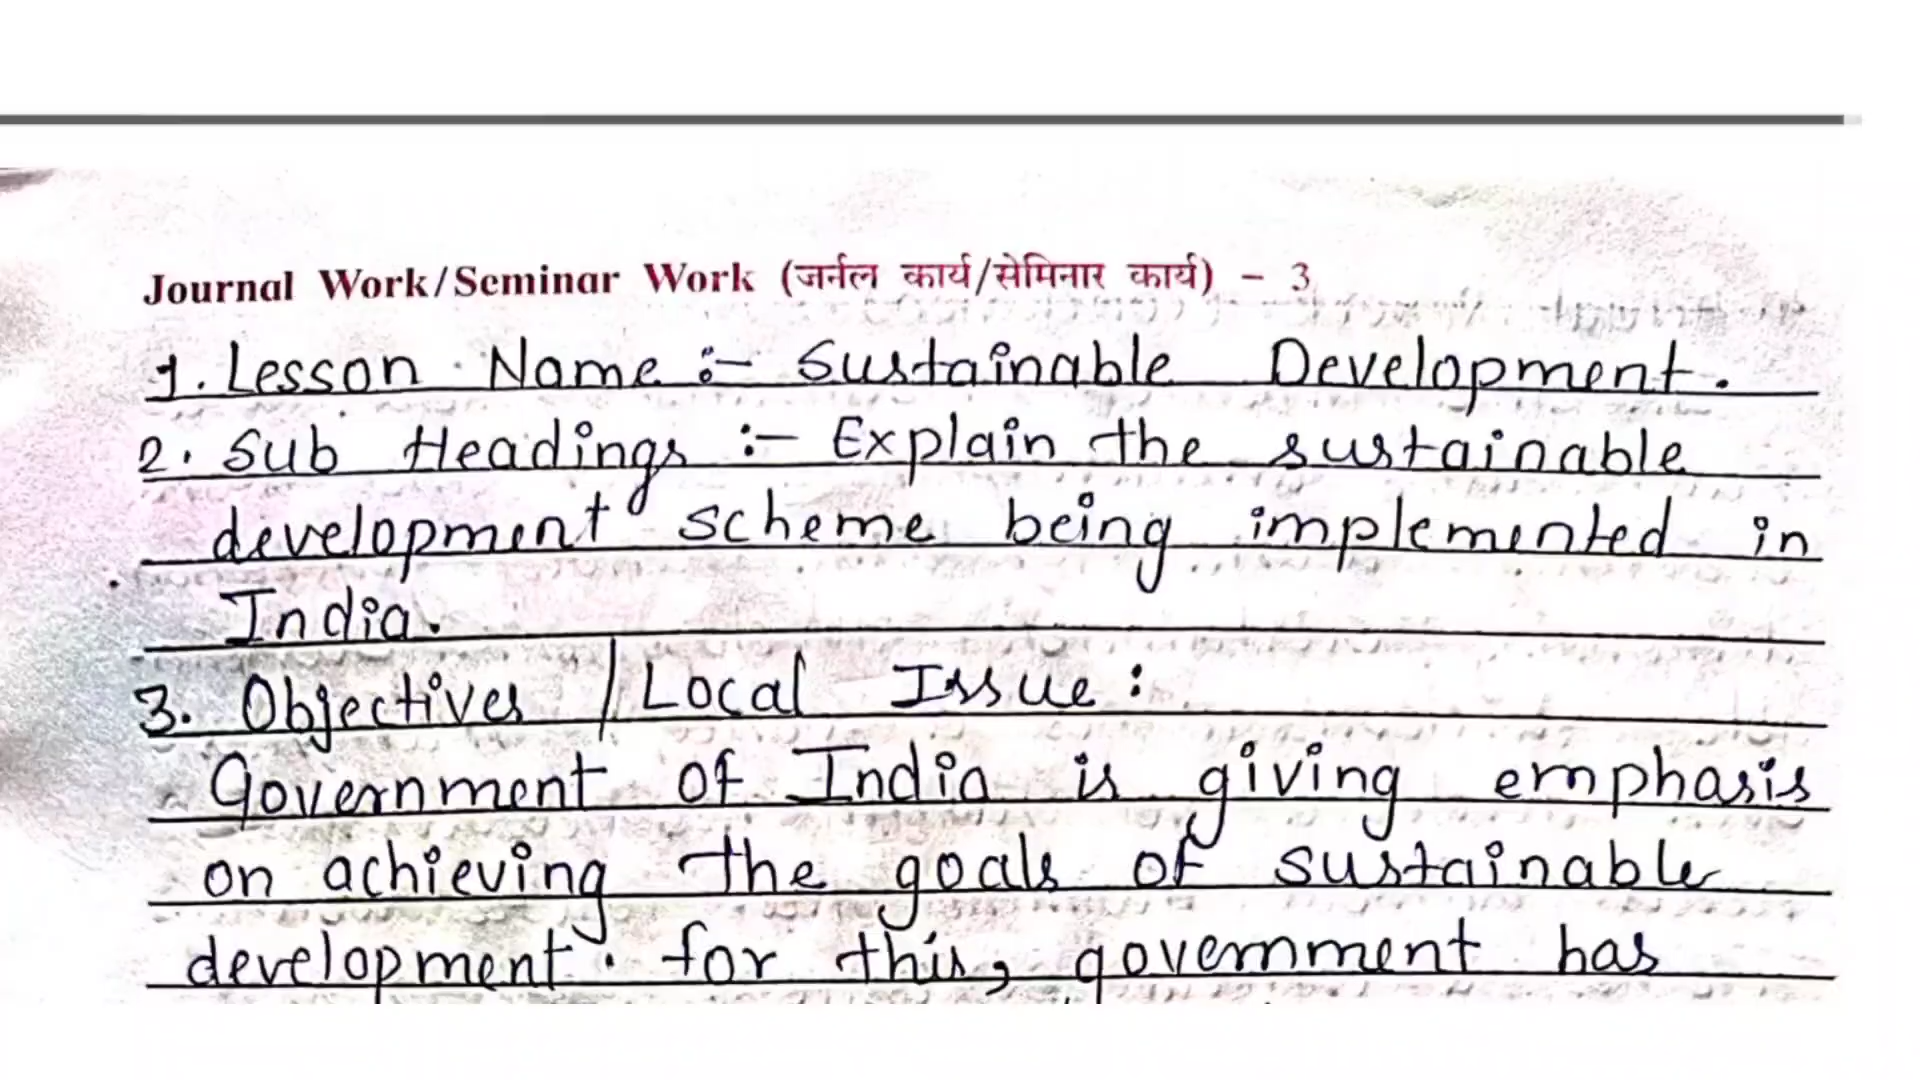 Journal Work/Seminar Work (जर्नल कार्य/सेमिनार कार्य) – 3
1. Lesson Name :- Sustainable Development.
2. Sub Headings :- Explain the sustainable
development scheme being implemented in
India.
3. Objectives / Local Issue :
Government of India is giving emphasis
on achieving the goals of sustainable
development. for this, government has